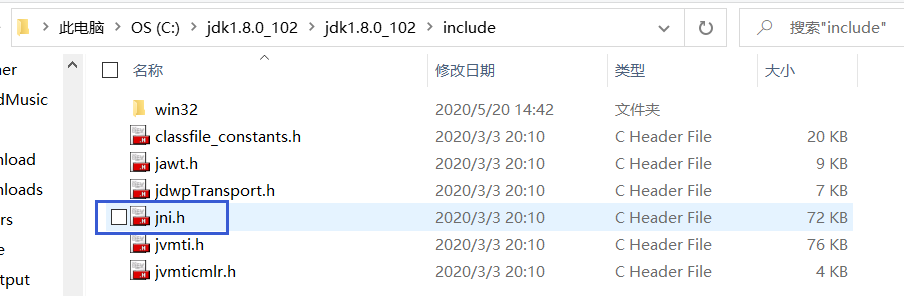 此电脑 OS (C:) jdk1.8.0_102 jdk1.8.0_102 include 搜索"include"
ner 名称 修改日期 类型 大小
dMusic
win32 2020/5/20 14:42 文件夹
classfile_constants.h 2020/3/3 20:10 C Header File 20 KB
nload jawt.h 2020/3/3 20:10 C Header File 9 KB
nloads jdwpTransport.h 2020/3/3 20:10 C Header File 7 KB
rs jni.h 2020/3/3 20:10 C Header File 72 KB
e jvmti.h 2020/3/3 20:10 C Header File 76 KB
tput jvmticmlr.h 2020/3/3 20:10 C Header File 4 KB